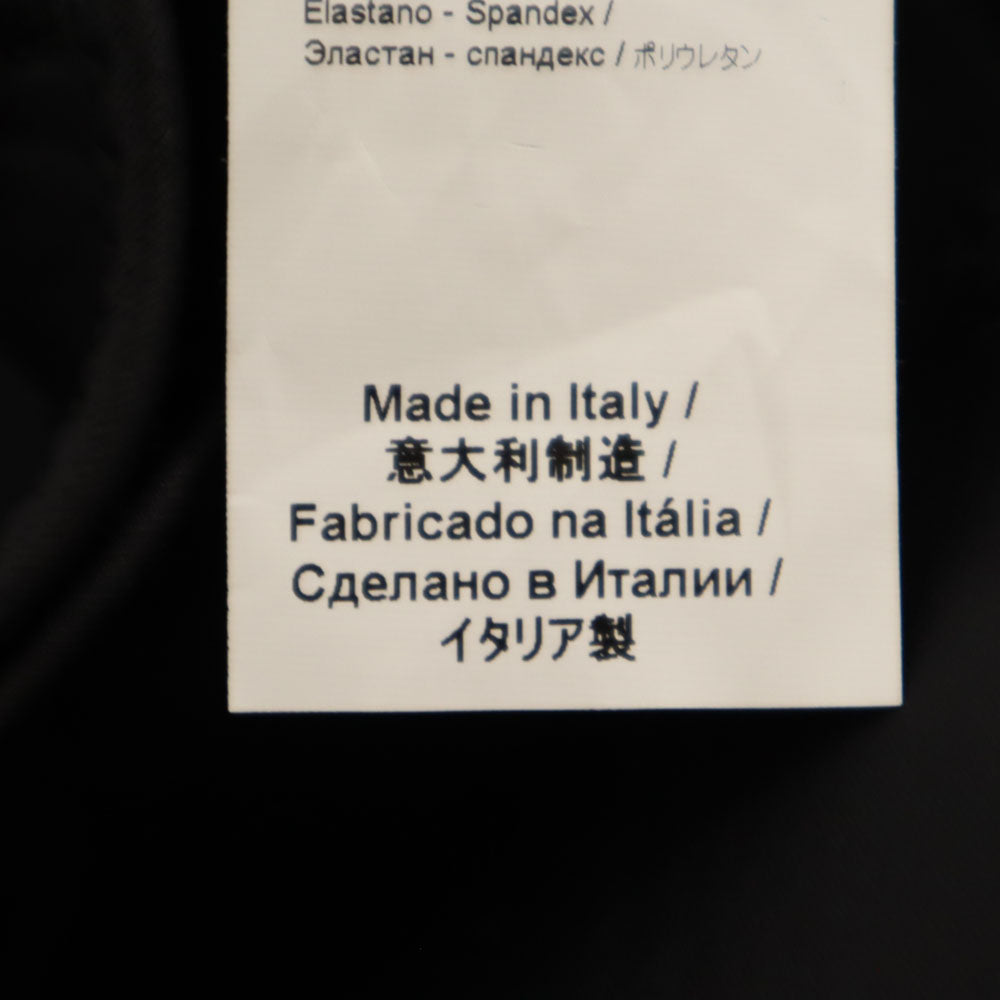 Elastano - Spandex /
Эластан - спандекс / ポリウレタン
Made in Italy /
意大利制造 /
Fabricado na Itália /
Сделано в Италии /
イタリア製